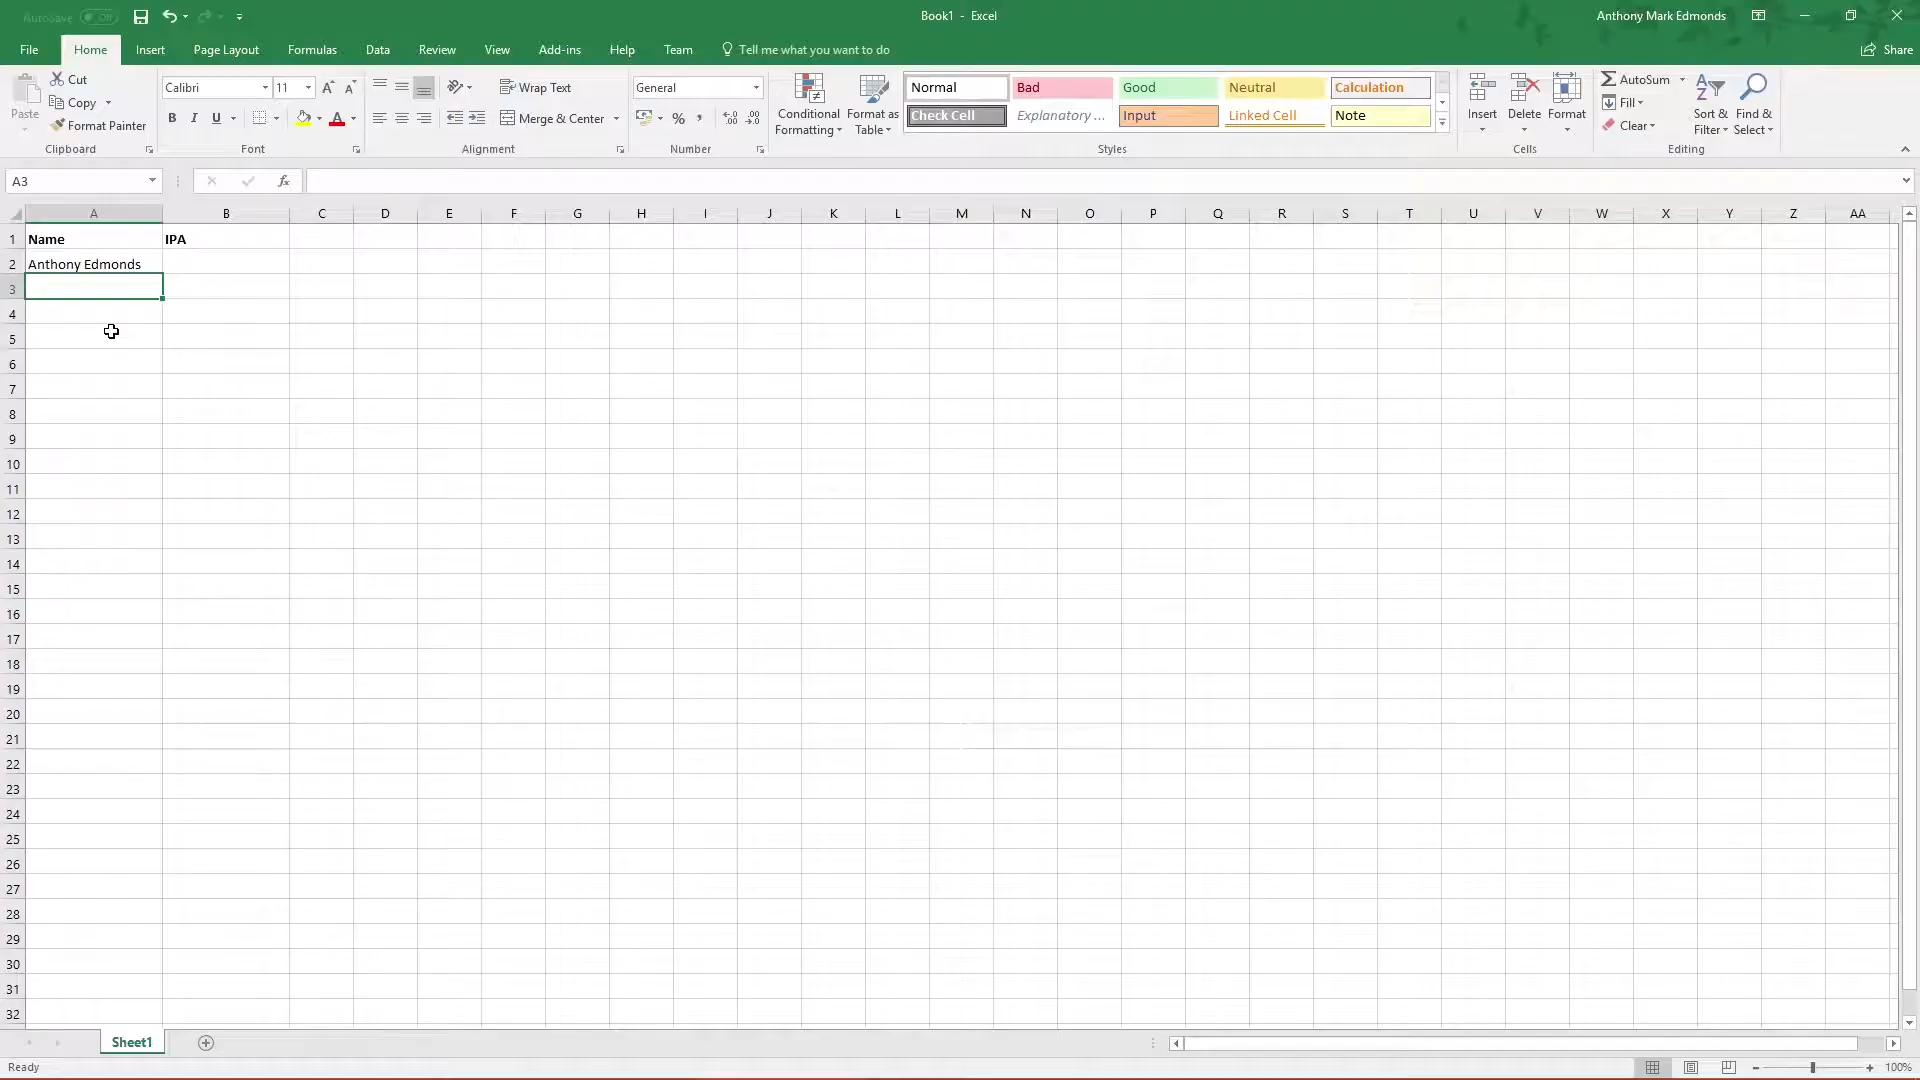 AutoSave Off
Book1 - Excel
Anthony Mark Edmonds
File Home Insert Page Layout Formulas Data Review View Add-ins Help Team Tell me what you want to do Share
Paste
Cut
Copy
Format Painter
Clipboard
Calibri 11
B I U
Font
Wrap Text
Merge & Center
Alignment
General
Number
Conditional
Formatting
Format as
Table
Normal Bad Good Neutral Calculation
Check Cell Explanatory ... Input Linked Cell Note
Styles
Insert Delete Format
Cells
AutoSum
Fill
Clear
Sort &
Filter
Find &
Select
Editing
A3
fx
A B C D E F G H I J K L M N O P Q R S T U V W X Y Z AA
1 Name IPA
2 Anthony Edmonds
3
4
5
6
7
8
9
10
11
12
13
14
15
16
17
18
19
20
21
22
23
24
25
26
27
28
29
30
31
32
Sheet1
Ready
100%